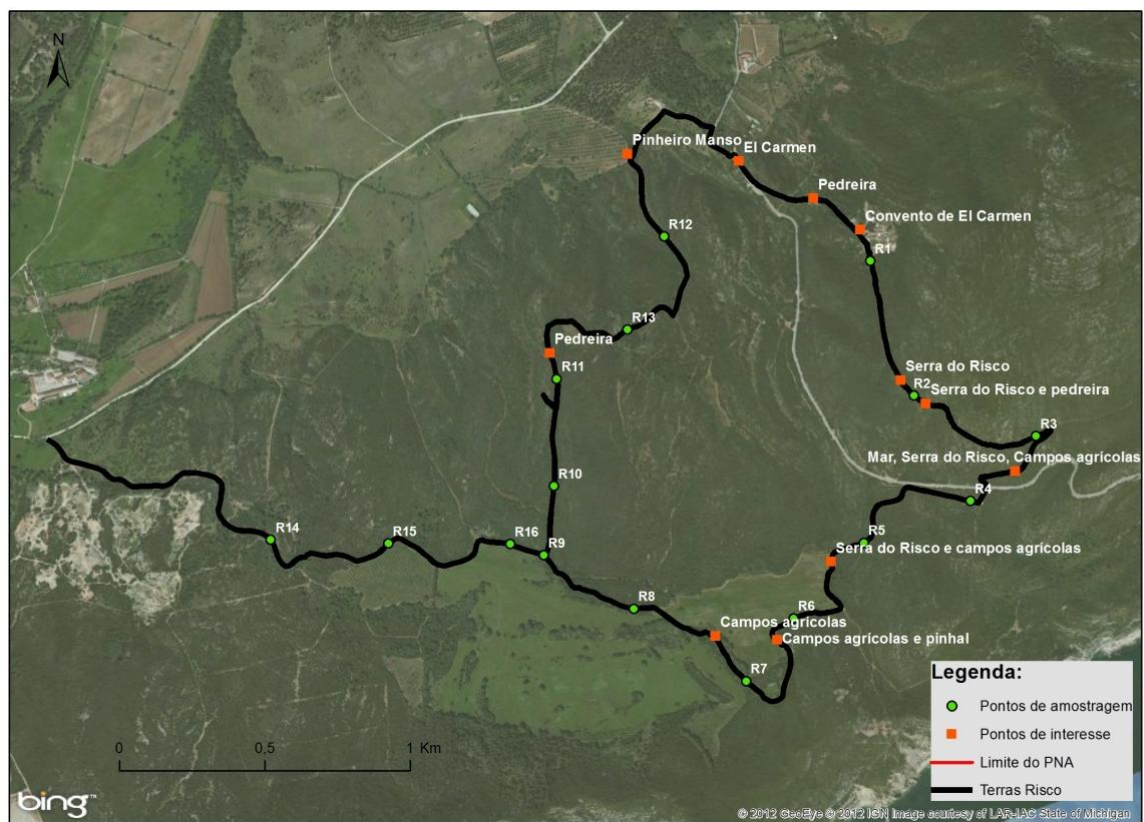 N
Pinheiro Manso
El Carmen
Pedreira
Convento de El Carmen
R12
R1
R13
Pedreira
R11
Serra do Risco
R2
Serra do Risco e pedreira
R3
Mar, Serra do Risco, Campos agrícolas
R10
R4
R14
R15
R16
R9
R5
Serra do Risco e campos agrícolas
R8
R6
Campos agrícolas
Campos agrícolas e pinhal
R7
Legenda:
Pontos de amostragem
Pontos de interesse
Limite do PNA
Terras Risco
0 0,5 1 Km
bing™
© 2012 GeoEye © 2012 IGN Image courtesy of LAR-IAC State of Michigan